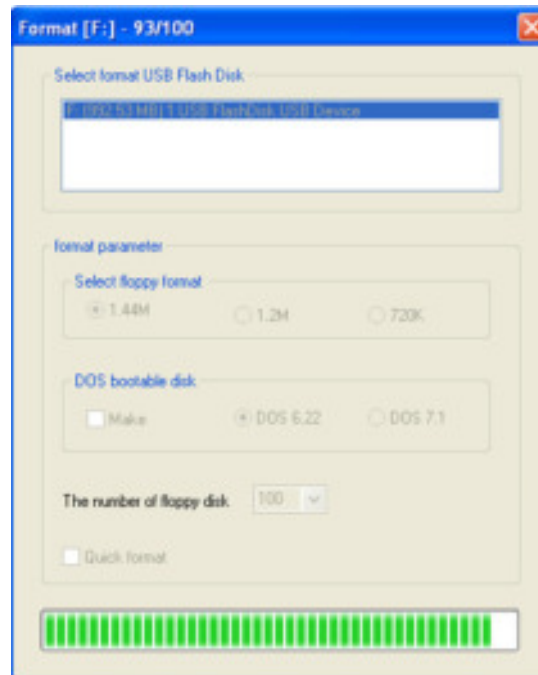 Format [F:] - 93/100
Select format USB Flash Disk
F: (992.53 MB) 1 USB FlashDisk USB Device
format parameter
Select floppy format
1.44M 1.2M 720K
DOS bootable disk
Make DOS 6.22 DOS 7.1
The number of floppy disk 100
Quick format